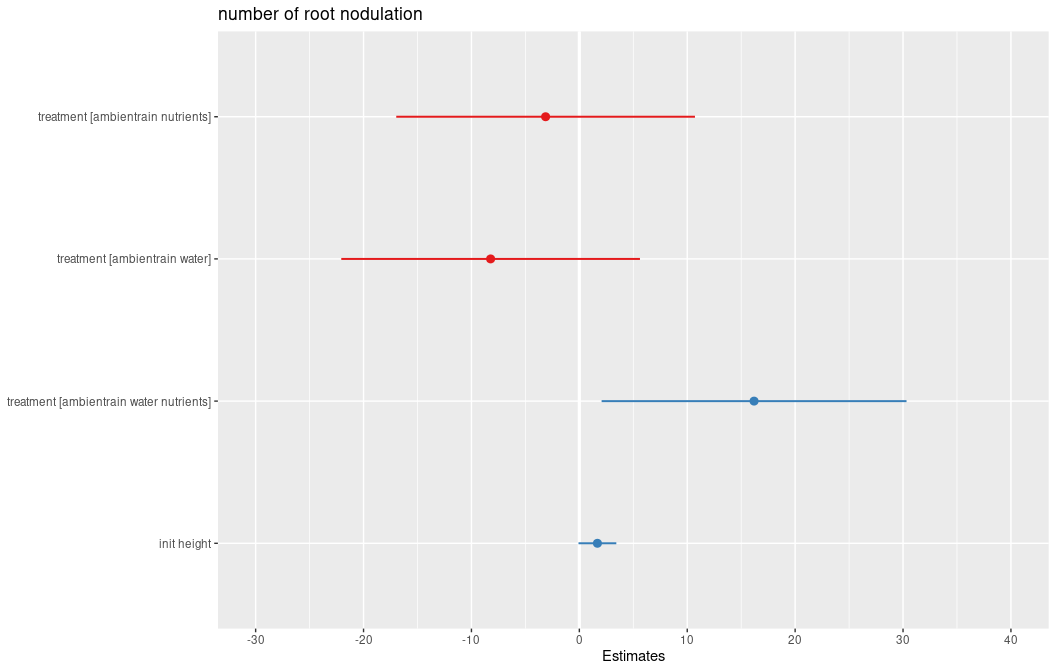 number of root nodulation
treatment [ambientrain nutrients]
treatment [ambientrain water]
treatment [ambientrain water nutrients]
init height
-30 -20 -10 0 10 20 30 40
Estimates